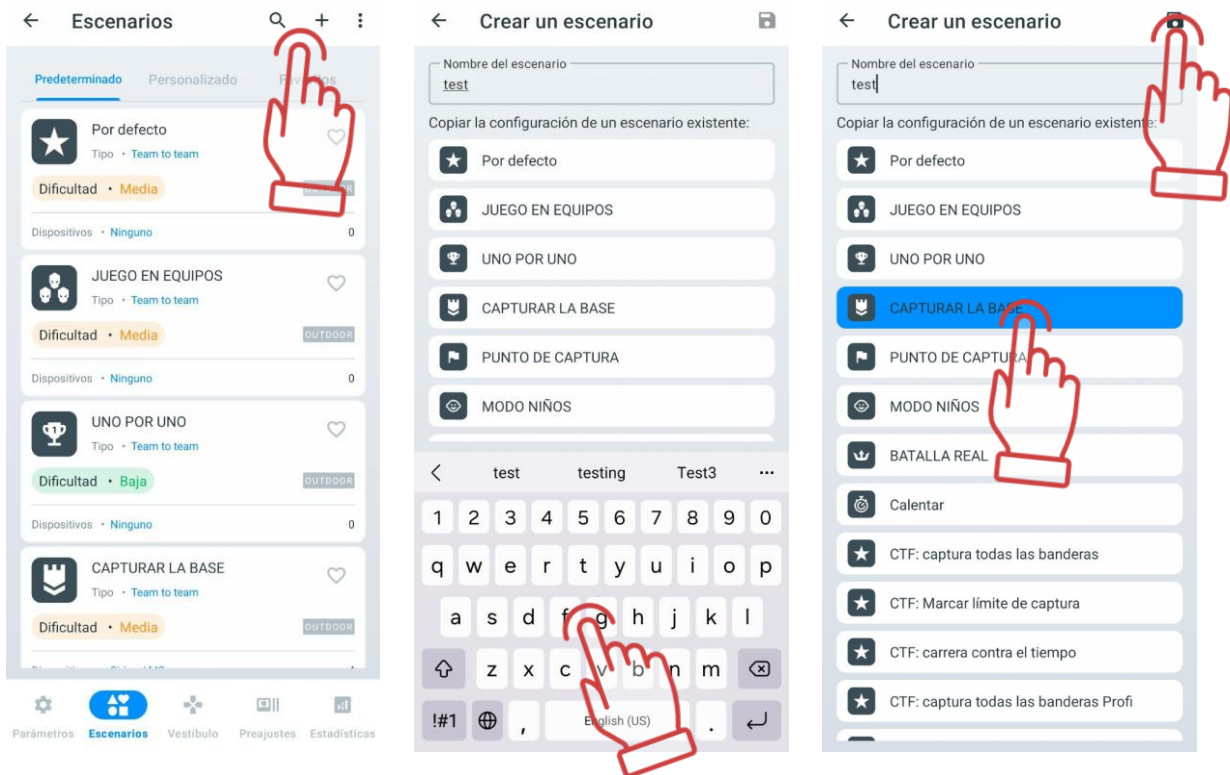 Escenarios
Predeterminado Personalizado
Por defecto
Tipo • Team to team
Dificultad • Media
Dispositivos • Ninguno 0
JUEGO EN EQUIPOS
Tipo • Team to team
Dificultad • Media OUTDOOR
Dispositivos • Ninguno 0
UNO POR UNO
Tipo • Team to team
Dificultad • Baja OUTDOOR
Dispositivos • Ninguno 0
CAPTURAR LA BASE
Tipo • Team to team
Dificultad • Media OUTDOOR
Parámetros Escenarios Vestíbulo Preajustes Estadísticas
Crear un escenario
Nombre del escenario
test
Copiar la configuración de un escenario existente:
Por defecto
JUEGO EN EQUIPOS
UNO POR UNO
CAPTURAR LA BASE
PUNTO DE CAPTURA
MODO NIÑOS
test testing Test3 ...
1 2 3 4 5 6 7 8 9 0
q w e r t y u i o p
a s d f g h j k l
z x c v b n m
!#1 , English (US) .
Crear un escenario
Nombre del escenario
test
Copiar la configuración de un escenario existente:
Por defecto
JUEGO EN EQUIPOS
UNO POR UNO
CAPTURAR LA BASE
PUNTO DE CAPTURA
MODO NIÑOS
BATALLA REAL
Calentar
CTF: captura todas las banderas
CTF: Marcar límite de captura
CTF: carrera contra el tiempo
CTF: captura todas las banderas Profi